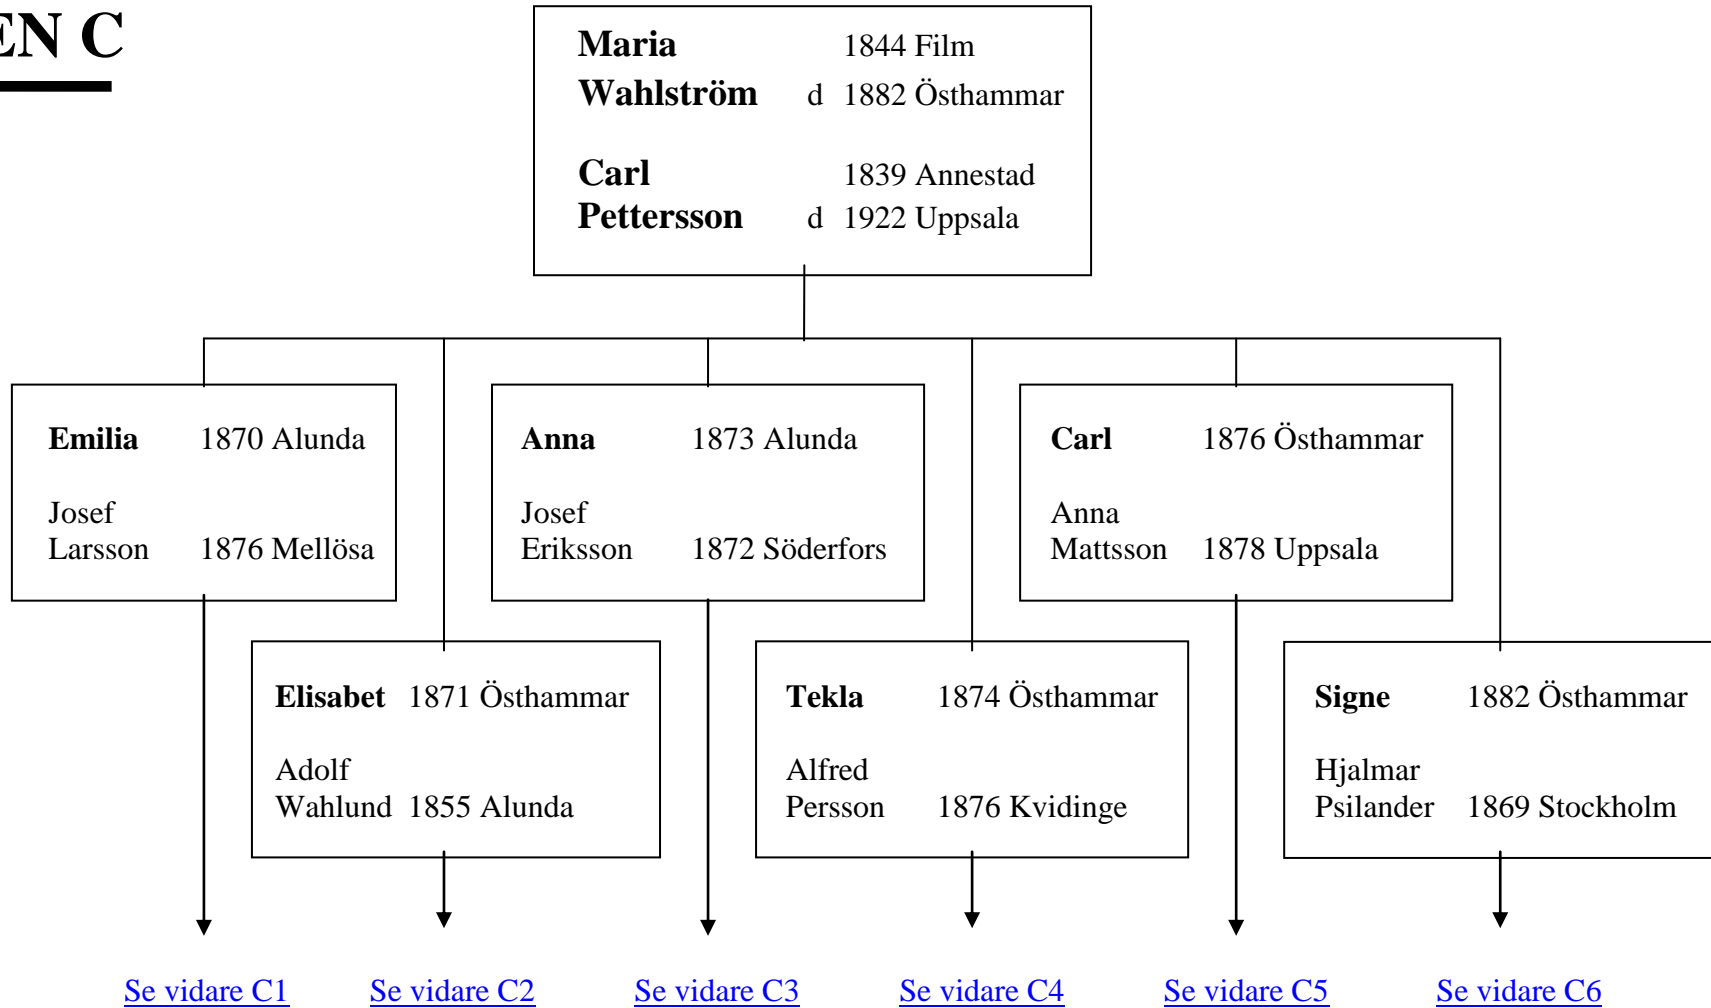 EN C
Maria 1844 Film
Wahlström d 1882 Östhammar
Carl 1839 Annestad
Pettersson d 1922 Uppsala
Emilia 1870 Alunda
Josef
Larsson 1876 Mellösa
Anna 1873 Alunda
Josef
Eriksson 1872 Söderfors
Carl 1876 Östhammar
Anna
Mattsson 1878 Uppsala
Elisabet 1871 Östhammar
Adolf
Wahlund 1855 Alunda
Tekla 1874 Östhammar
Alfred
Persson 1876 Kvidinge
Signe 1882 Östhammar
Hjalmar
Psilander 1869 Stockholm
Se vidare C1 Se vidare C2 Se vidare C3 Se vidare C4 Se vidare C5 Se vidare C6